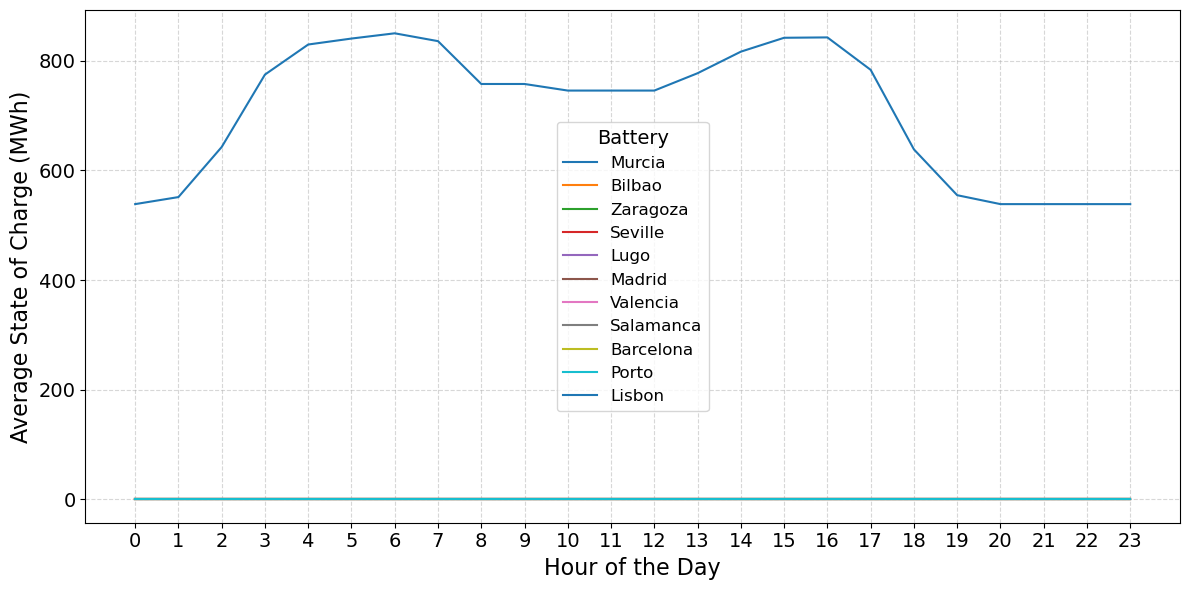 Average State of Charge (MWh)
800
600
400
200
0
Battery
Murcia
Bilbao
Zaragoza
Seville
Lugo
Madrid
Valencia
Salamanca
Barcelona
Porto
Lisbon
0 1 2 3 4 5 6 7 8 9 10 11 12 13 14 15 16 17 18 19 20 21 22 23
Hour of the Day